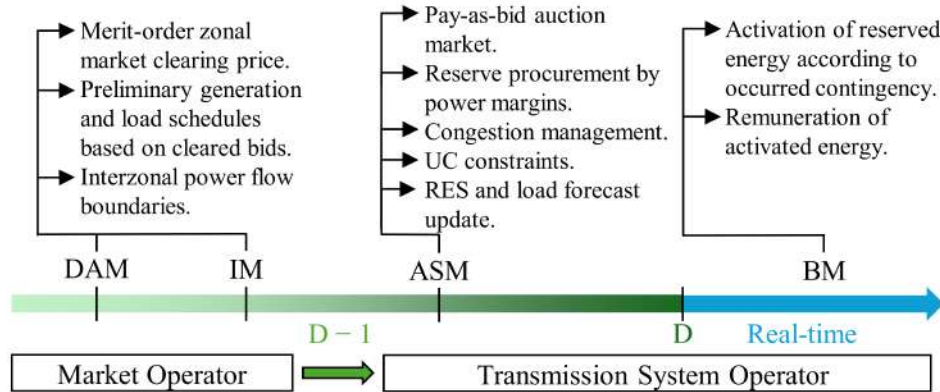 Merit-order zonal
market clearing price.
Preliminary generation
and load schedules
based on cleared bids.
Interzonal power flow
boundaries.
Pay-as-bid auction
market.
Reserve procurement by
power margins.
Congestion management.
UC constraints.
RES and load forecast
update.
Activation of reserved
energy according to
occurred contingency.
Remuneration of
activated energy.
DAM
IM
ASM
BM
D − 1
D
Real-time
Market Operator
Transmission System Operator